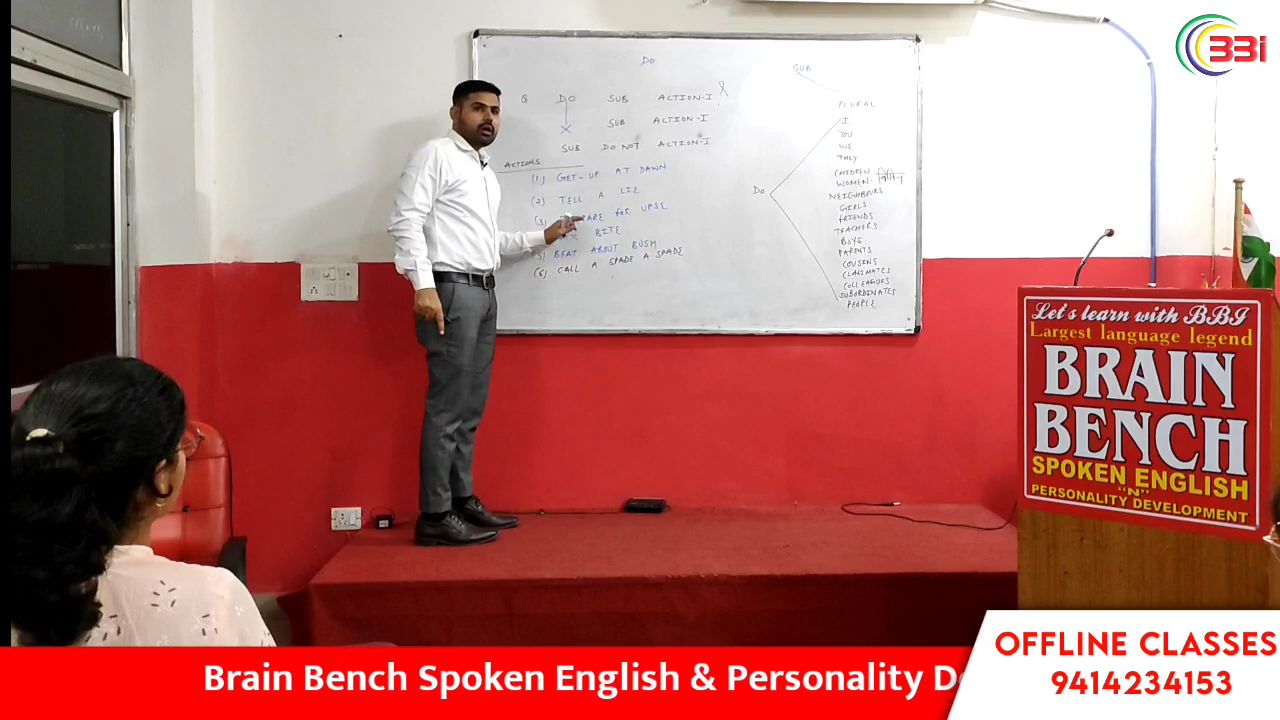 DO
Q DO SUB ACTION-I
X SUB ACTION-I
SUB DO NOT ACTION-I
ACTIONS
(1) GET-UP AT DAWN
(2) TELL A LIE
(3) FOR UPSC
BITE
(5) BEAT ABOUT BUSH
(6) CALL A SPADE A SPADE
SUB
PLURAL
DO
I
YOU
WE
THEY
CHIDREN
WOMEN
NEIGHBOURS
GIRLS
FRIENDS
TEACHERS
BOYS
PARENTS
COUSINS
CLASSMATES
COLLEAGUES
SUBORDINATES
PEOPLE
Let's learn with BBI
Largest language legend
BRAIN
BENCH
SPOKEN ENGLISH
"N"
PERSONALITY DEVELOPMENT
Brain Bench Spoken English & Personality De
OFFLINE CLASSES
9414234153